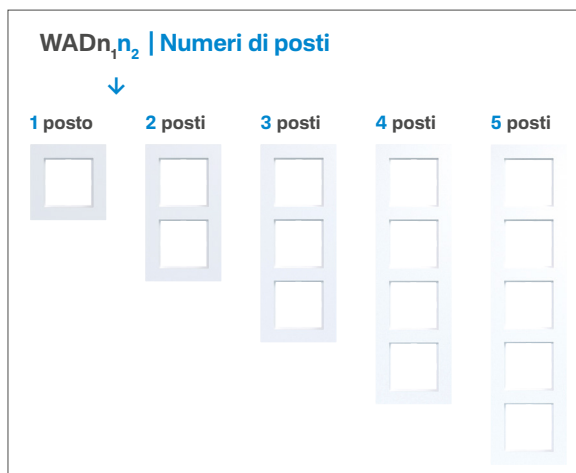 WADn₁n₂ | Numeri di posti
↓
1 posto 2 posti 3 posti 4 posti 5 posti